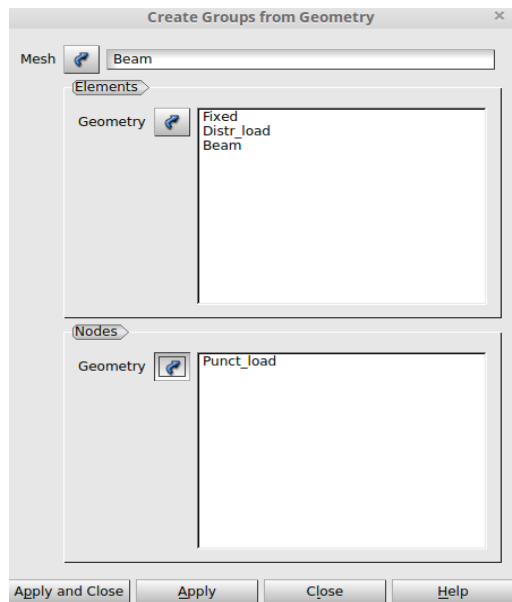 Create Groups from Geometry
Mesh
Beam
Elements
Geometry
Fixed
Distr_load
Beam
Nodes
Geometry
Punct_load
Apply and Close
Apply
Close
Help